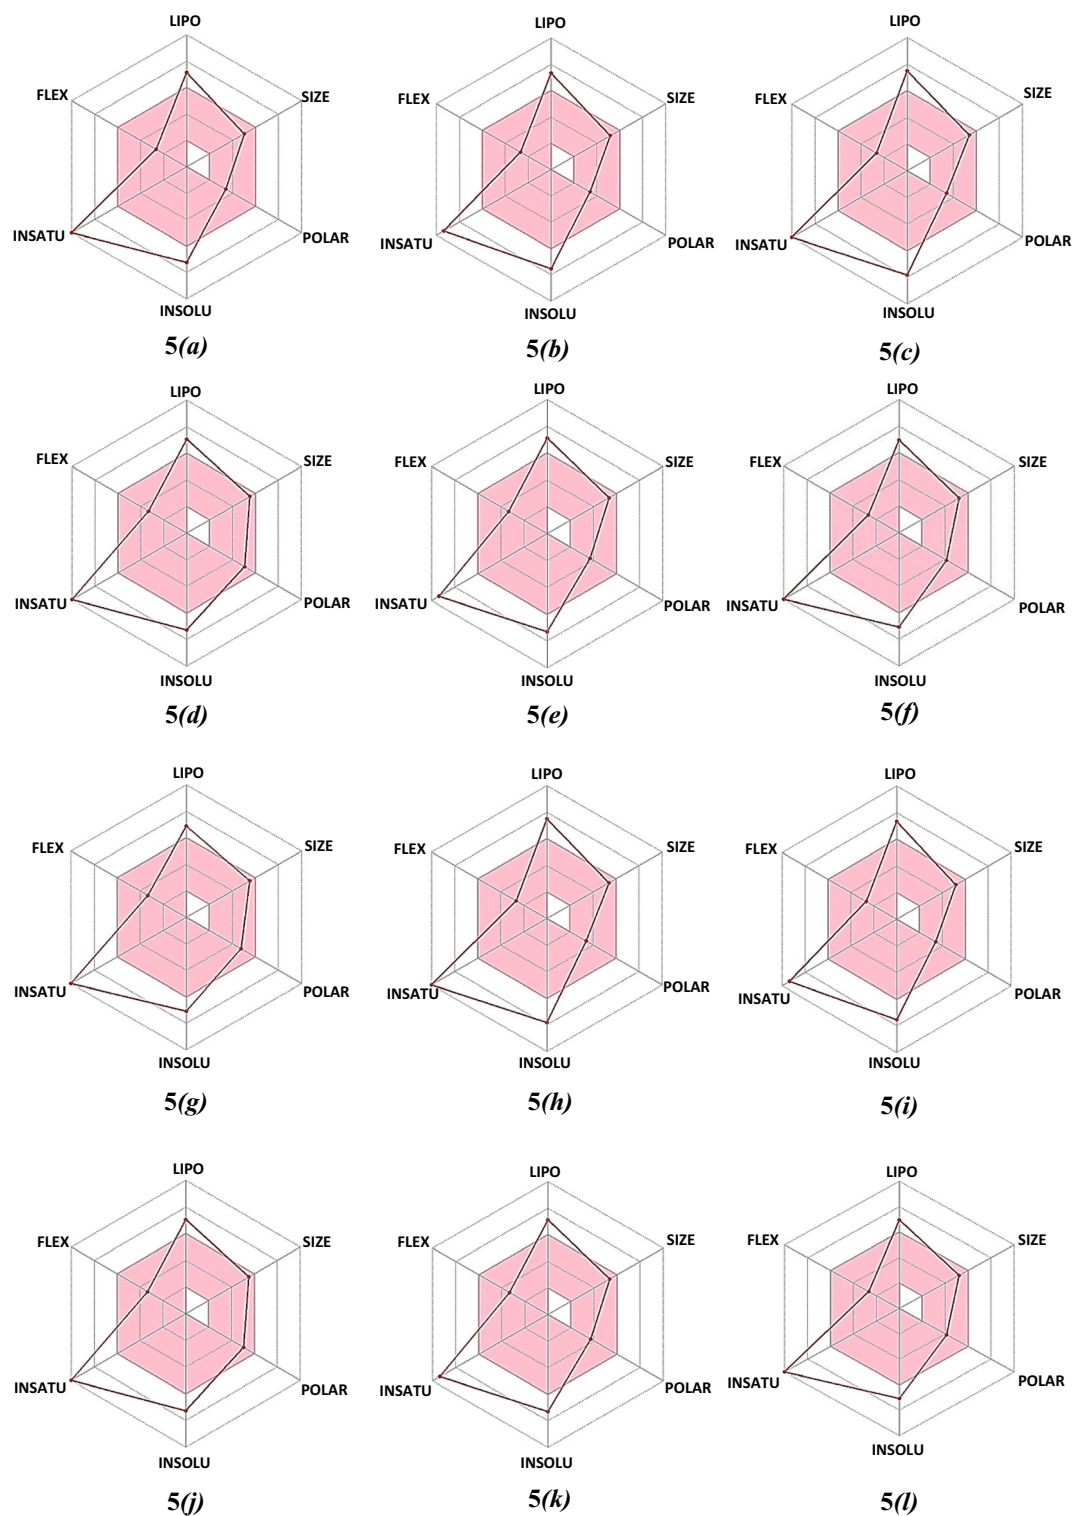 LIPO
FLEX
SIZE
INSATU
POLAR
INSOLU
5(a)
LIPO
FLEX
SIZE
INSATU
POLAR
INSOLU
5(b)
LIPO
FLEX
SIZE
INSATU
POLAR
INSOLU
5(c)
LIPO
FLEX
SIZE
INSATU
POLAR
INSOLU
5(d)
LIPO
FLEX
SIZE
INSATU
POLAR
INSOLU
5(e)
LIPO
FLEX
SIZE
INSATU
POLAR
INSOLU
5(f)
LIPO
FLEX
SIZE
INSATU
POLAR
INSOLU
5(g)
LIPO
FLEX
SIZE
INSATU
POLAR
INSOLU
5(h)
LIPO
FLEX
SIZE
INSATU
POLAR
INSOLU
5(i)
LIPO
FLEX
SIZE
INSATU
POLAR
INSOLU
5(j)
LIPO
FLEX
SIZE
INSATU
POLAR
INSOLU
5(k)
LIPO
FLEX
SIZE
INSATU
POLAR
INSOLU
5(l)